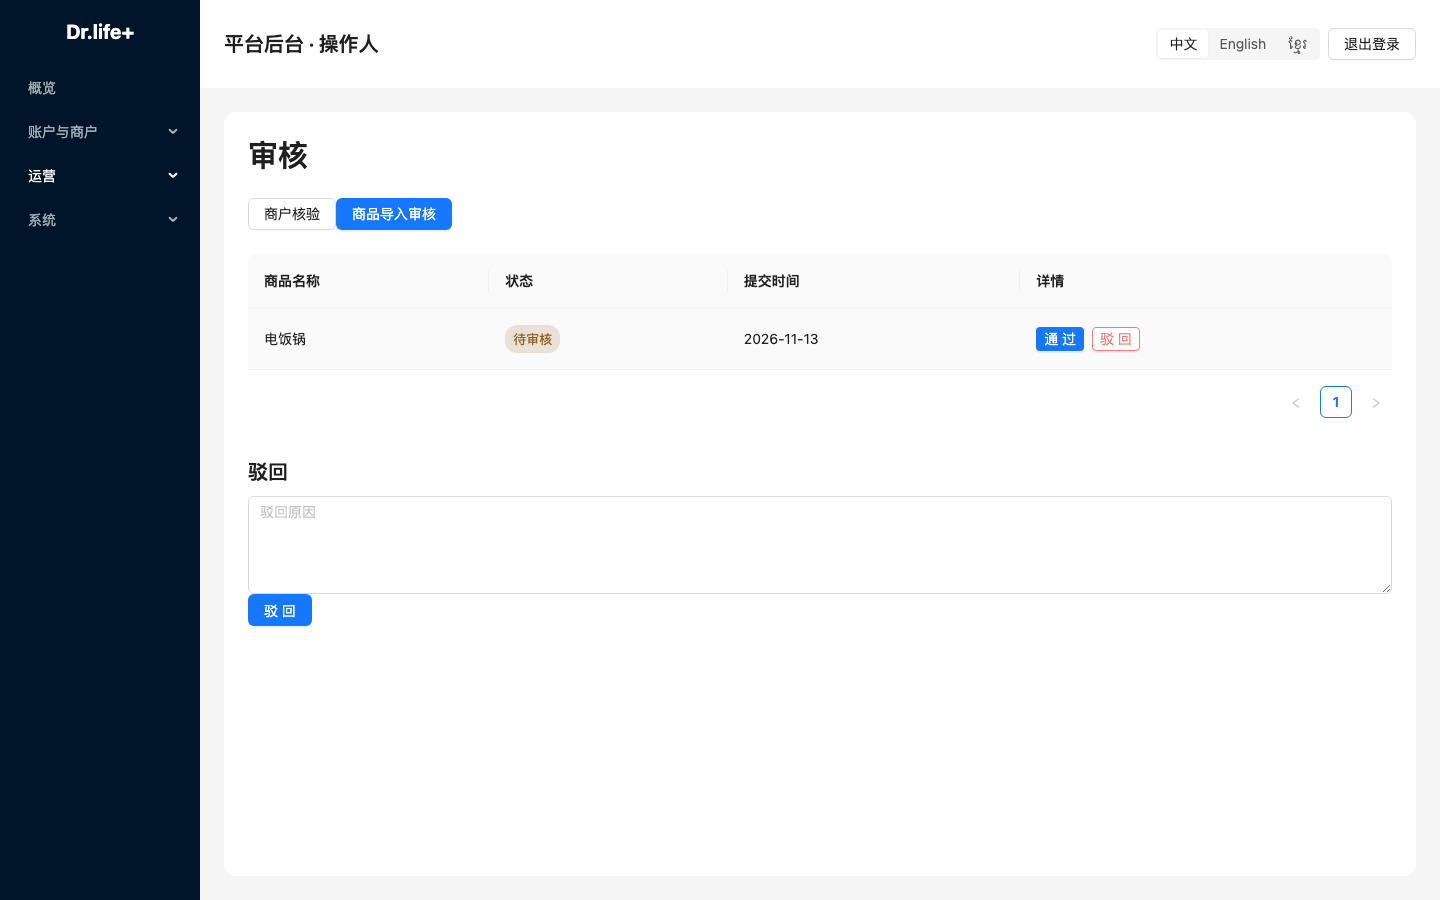 Dr.life+
概览
账户与商户
运营
系统
平台后台 · 操作人
中文 English ខ្មែរ
退出登录
审核
商户核验 商品导入审核
商品名称 状态 提交时间 详情
电饭锅 待审核 2026-11-13 通过 驳回
1
驳回
驳回原因
驳回